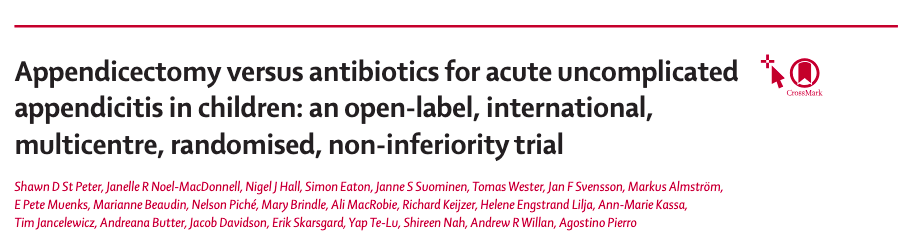 Appendicectomy versus antibiotics for acute uncomplicated
appendicitis in children: an open-label, international,
multicentre, randomised, non-inferiority trial
CrossMark
Shawn D St Peter, Janelle R Noel-MacDonnell, Nigel J Hall, Simon Eaton, Janne S Suominen, Tomas Wester, Jan F Svensson, Markus Almström,
E Pete Muenks, Marianne Beaudin, Nelson Piché, Mary Brindle, Ali MacRobie, Richard Keijzer, Helene Engstrand Lilja, Ann-Marie Kassa,
Tim Jancelewicz, Andreana Butter, Jacob Davidson, Erik Skarsgard, Yap Te-Lu, Shireen Nah, Andrew R Willan, Agostino Pierro